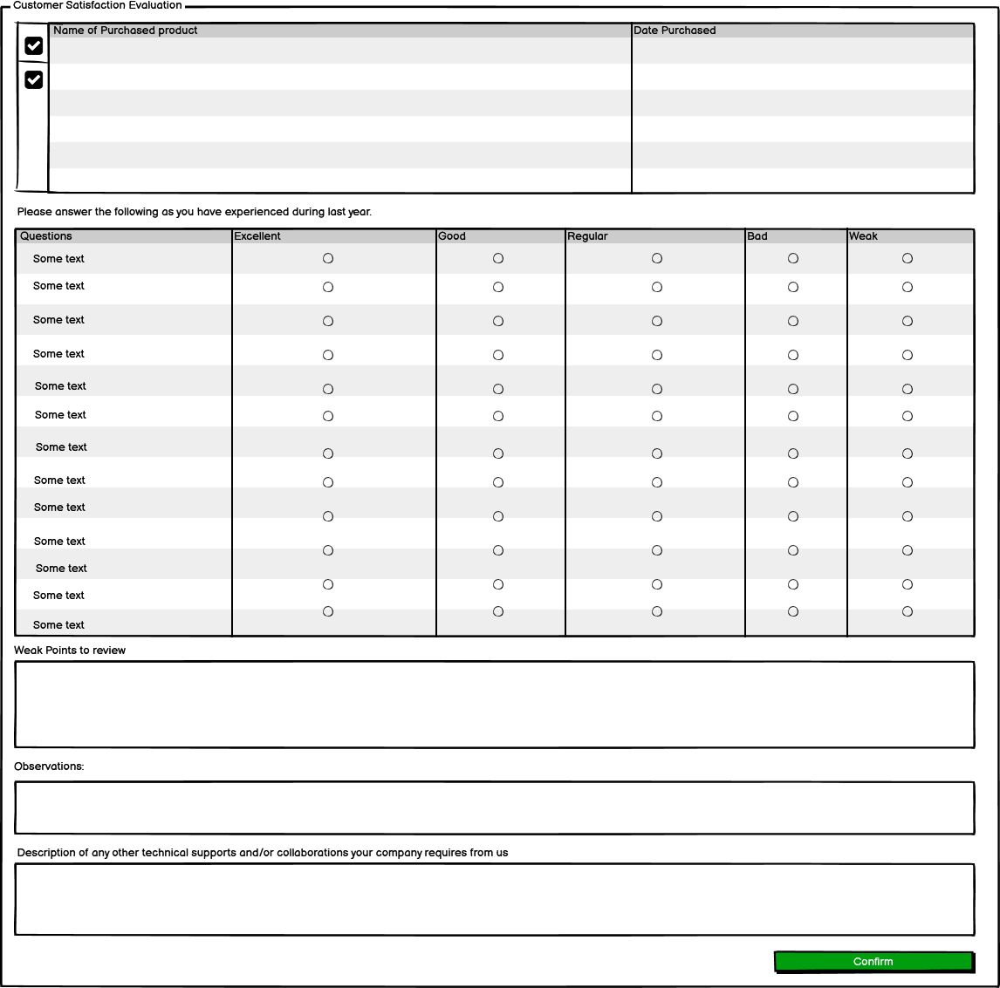 Customer Satisfaction Evaluation
Name of Purchased product Date Purchased
Please answer the following as you have experienced during last year.
Questions Excellent Good Regular Bad Weak
Some text
Some text
Some text
Some text
Some text
Some text
Some text
Some text
Some text
Some text
Some text
Some text
Some text
Weak Points to review
Observations:
Description of any other technical supports and/or collaborations your company requires from us
Confirm